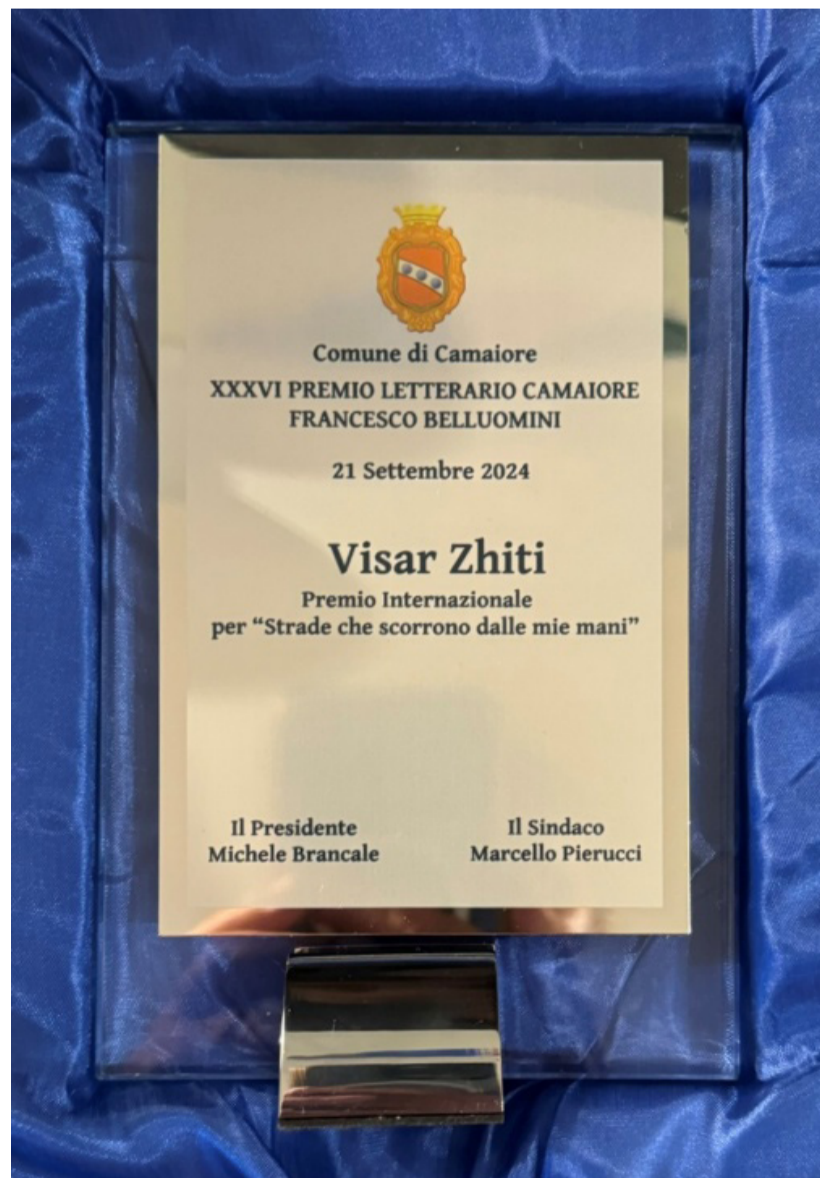 Comune di Camaiore
XXXVI PREMIO LETTERARIO CAMAIORE
FRANCESCO BELLUOMINI
21 Settembre 2024
Visar Zhiti
Premio Internazionale
per “Strade che scorrono dalle mie mani”
Il Presidente
Michele Brancale
Il Sindaco
Marcello Pierucci